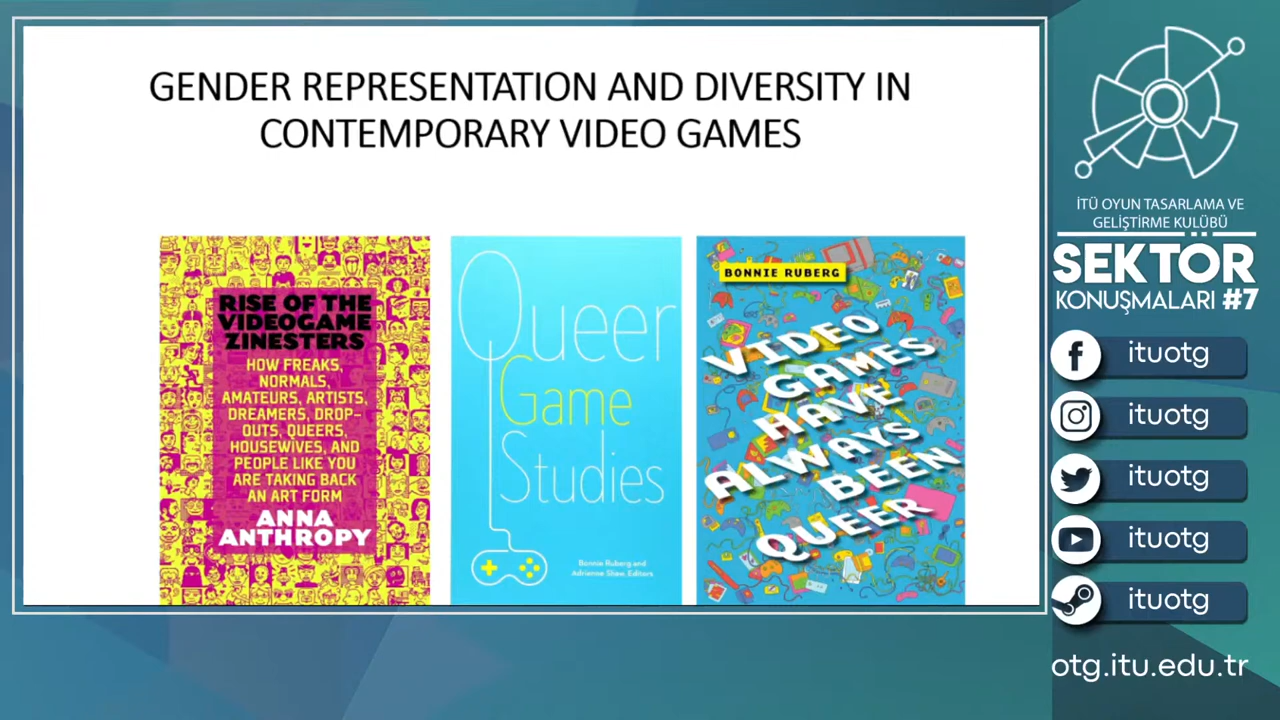 GENDER REPRESENTATION AND DIVERSITY IN
CONTEMPORARY VIDEO GAMES
RISE OF THE
VIDEOGAME
ZINESTERS
HOW FREAKS,
NORMALS,
AMATEURS, ARTISTS,
DREAMERS, DROP-
OUTS, QUEERS,
HOUSEWIVES, AND
PEOPLE LIKE YOU
ARE TAKING BACK
AN ART FORM
ANNA
ANTHROPY
Queer
Game
Studies
Bonnie Ruberg and
Adrienne Shaw, Editors
BONNIE RUBERG
VIDEO
GAMES
HAVE
ALWAYS
BEEN
QUEER
İTÜ OYUN TASARLAMA VE
GELİŞTİRME KULÜBÜ
SEKTÖR
KONUŞMALARI #7
ituotg
ituotg
ituotg
ituotg
ituotg
otg.itu.edu.tr